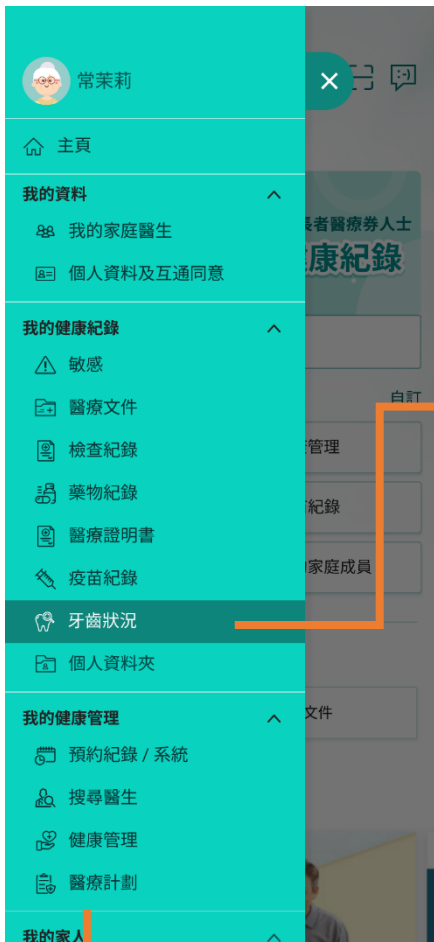 常茉莉
主頁
我的資料
我的家庭醫生
個人資料及互通同意
長者醫療券人士
康紀錄
我的健康紀錄
敏感
醫療文件
自訂
檢查紀錄
管理
藥物紀錄
紀錄
醫療證明書
疫苗紀錄
家庭成員
牙齒狀況
個人資料夾
我的健康管理
文件
預約紀錄 / 系統
搜尋醫生
健康管理
醫療計劃
我的家人